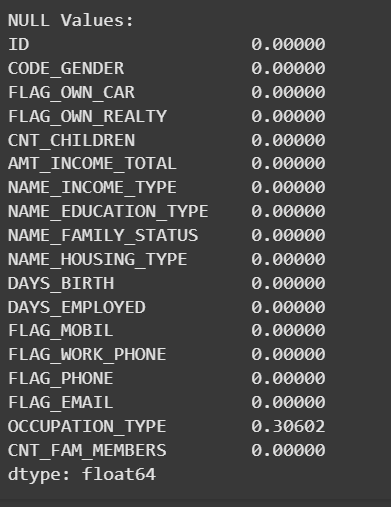 NULL Values:
ID 0.00000
CODE_GENDER 0.00000
FLAG_OWN_CAR 0.00000
FLAG_OWN_REALTY 0.00000
CNT_CHILDREN 0.00000
AMT_INCOME_TOTAL 0.00000
NAME_INCOME_TYPE 0.00000
NAME_EDUCATION_TYPE 0.00000
NAME_FAMILY_STATUS 0.00000
NAME_HOUSING_TYPE 0.00000
DAYS_BIRTH 0.00000
DAYS_EMPLOYED 0.00000
FLAG_MOBIL 0.00000
FLAG_WORK_PHONE 0.00000
FLAG_PHONE 0.00000
FLAG_EMAIL 0.00000
OCCUPATION_TYPE 0.30602
CNT_FAM_MEMBERS 0.00000
dtype: float64